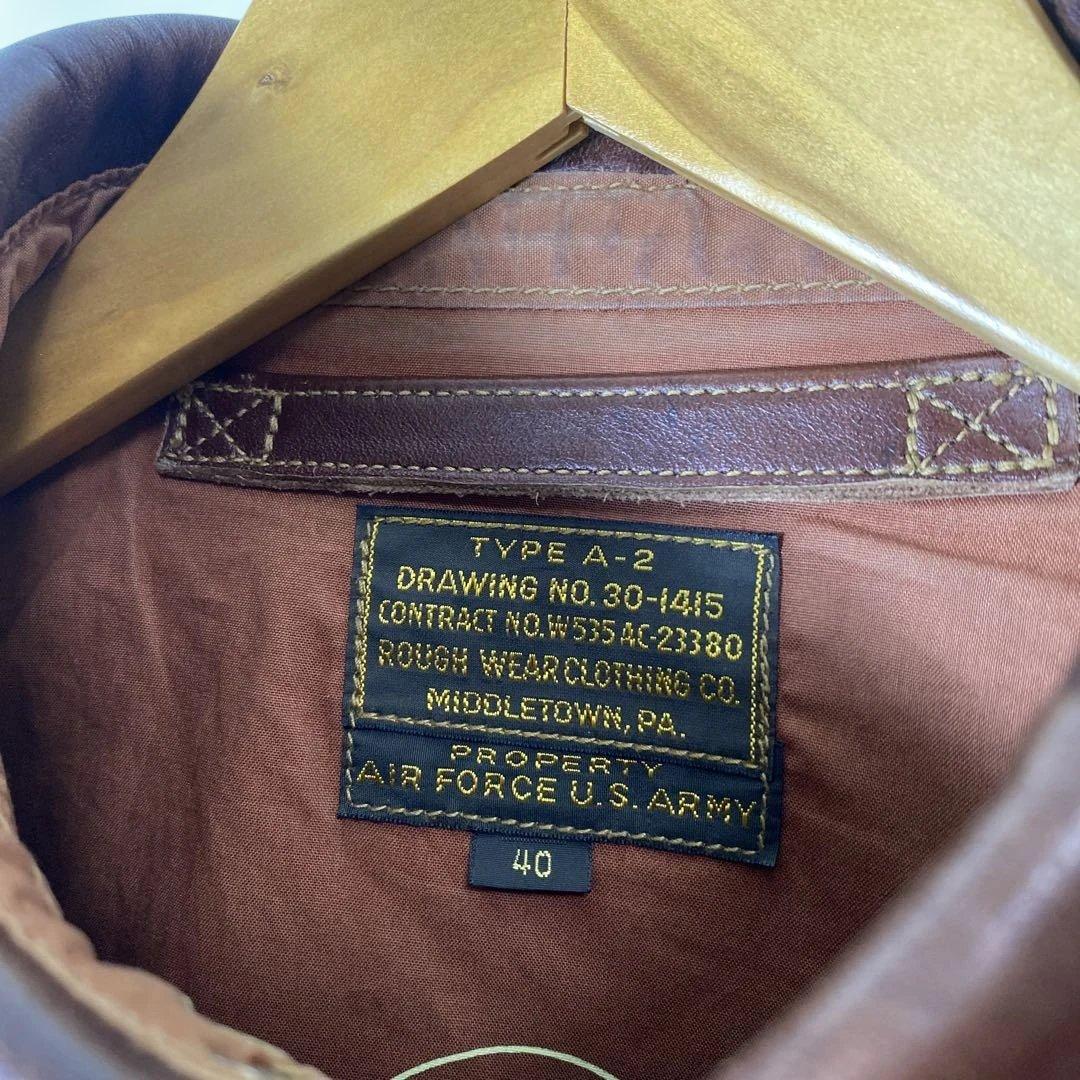 TYPE A-2
DRAWING NO. 30-1415
CONTRACT NO. W535 AC-23380
ROUGH WEAR CLOTHING CO.
MIDDLETOWN, PA.
PROPERTY
AIR FORCE U.S. ARMY
40